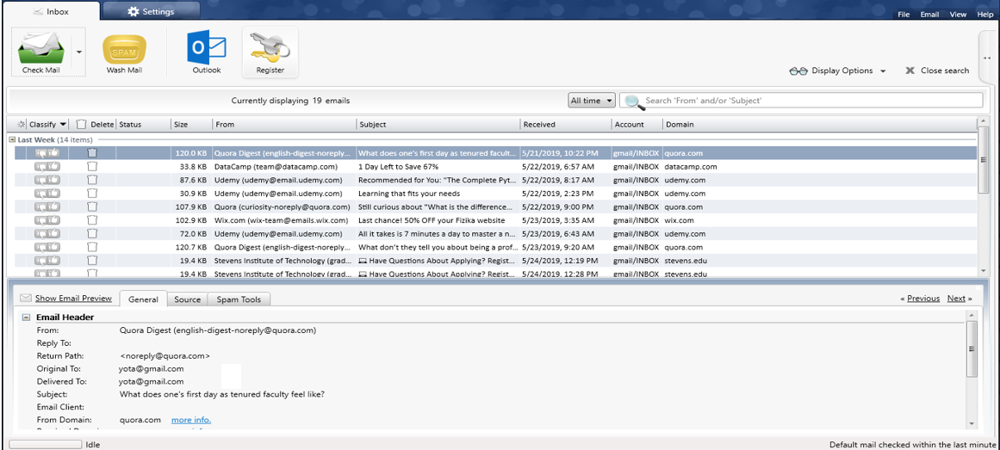 Inbox Settings
File Email View Help
Check Mail
SPAM
Wash Mail
Outlook
Register
Display Options
Close search
Currently displaying 19 emails
All time
Search 'From' and/or 'Subject'
Classify Delete Status Size From Subject Received Account Domain
Last Week (14 items)
120.0 KB Quora Digest (english-digest-noreply... What does one's first day as tenured facult... 5/21/2019, 10:22 PM gmail/INBOX quora.com
33.8 KB DataCamp (team@datacamp.com) 1 Day Left to Save 67% 5/22/2019, 6:57 AM gmail/INBOX datacamp.com
87.6 KB Udemy (udemy@email.udemy.com) Recommended for You: "The Complete Pyt... 5/22/2019, 8:17 AM gmail/INBOX udemy.com
30.9 KB Udemy (udemy@email.udemy.com) Learning that fits your needs 5/22/2019, 2:23 PM gmail/INBOX udemy.com
107.9 KB Quora (curiosity-noreply@quora.com) Still curious about "What is the difference... 5/22/2019, 9:00 PM gmail/INBOX quora.com
102.9 KB Wix.com (wix-team@emails.wix.com) Last chance! 50% OFF your Fizika website 5/23/2019, 3:35 AM gmail/INBOX wix.com
72.0 KB Udemy (udemy@email.udemy.com) All it takes is 7 minutes a day to master a n... 5/23/2019, 6:43 AM gmail/INBOX udemy.com
120.7 KB Quora Digest (english-digest-noreply... What don't they tell you about being a prof... 5/23/2019, 9:20 AM gmail/INBOX quora.com
19.4 KB Stevens Institute of Technology (grad... Have Questions About Applying? Regist... 5/24/2019, 12:19 PM gmail/INBOX stevens.edu
19.4 KB Stevens Institute of Technology (grad... Have Questions About Applying? Regist... 5/24/2019, 12:28 PM gmail/INBOX stevens.edu
Show Email Preview General Source Spam Tools « Previous Next »
Email Header
From: Quora Digest (english-digest-noreply@quora.com)
Reply To:
Return Path: <noreply@quora.com>
Original To: yota@gmail.com
Delivered To: yota@gmail.com
Subject: What does one's first day as tenured faculty feel like?
Email Client:
From Domain: quora.com more info.
Idle Default mail checked within the last minute